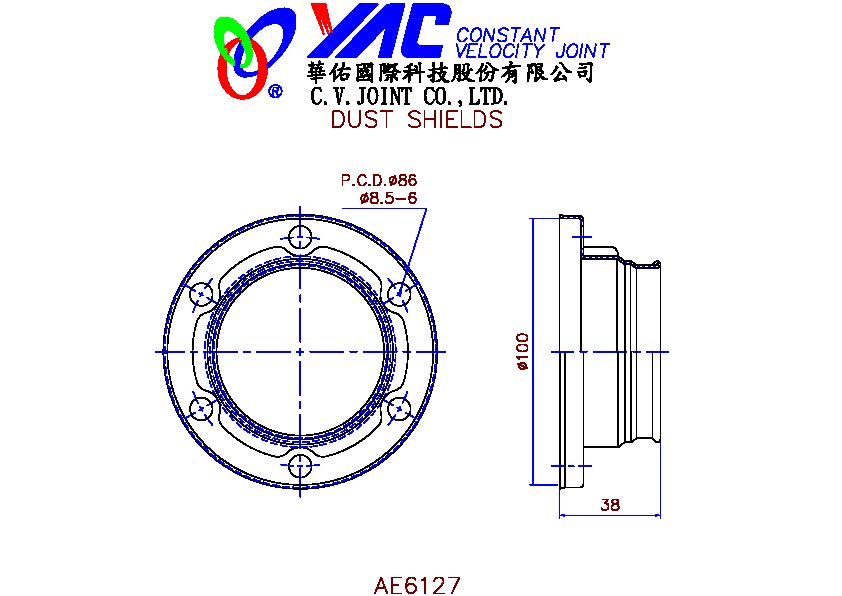 YAC CONSTANT
VELOCITY JOINT
®
華佑國際科技股份有限公司
C.V.JOINT CO.,LTD.
DUST SHIELDS
P.C.D.ø86
ø8.5-6
ø100
38
AE6127